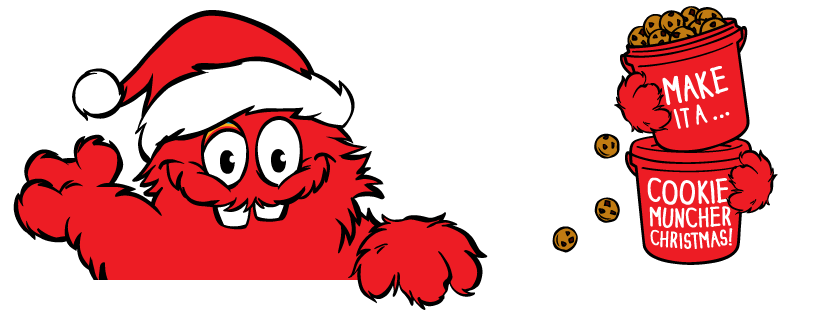 MAKE
IT A...
COOKIE
MUNCHER
CHRISTMAS!